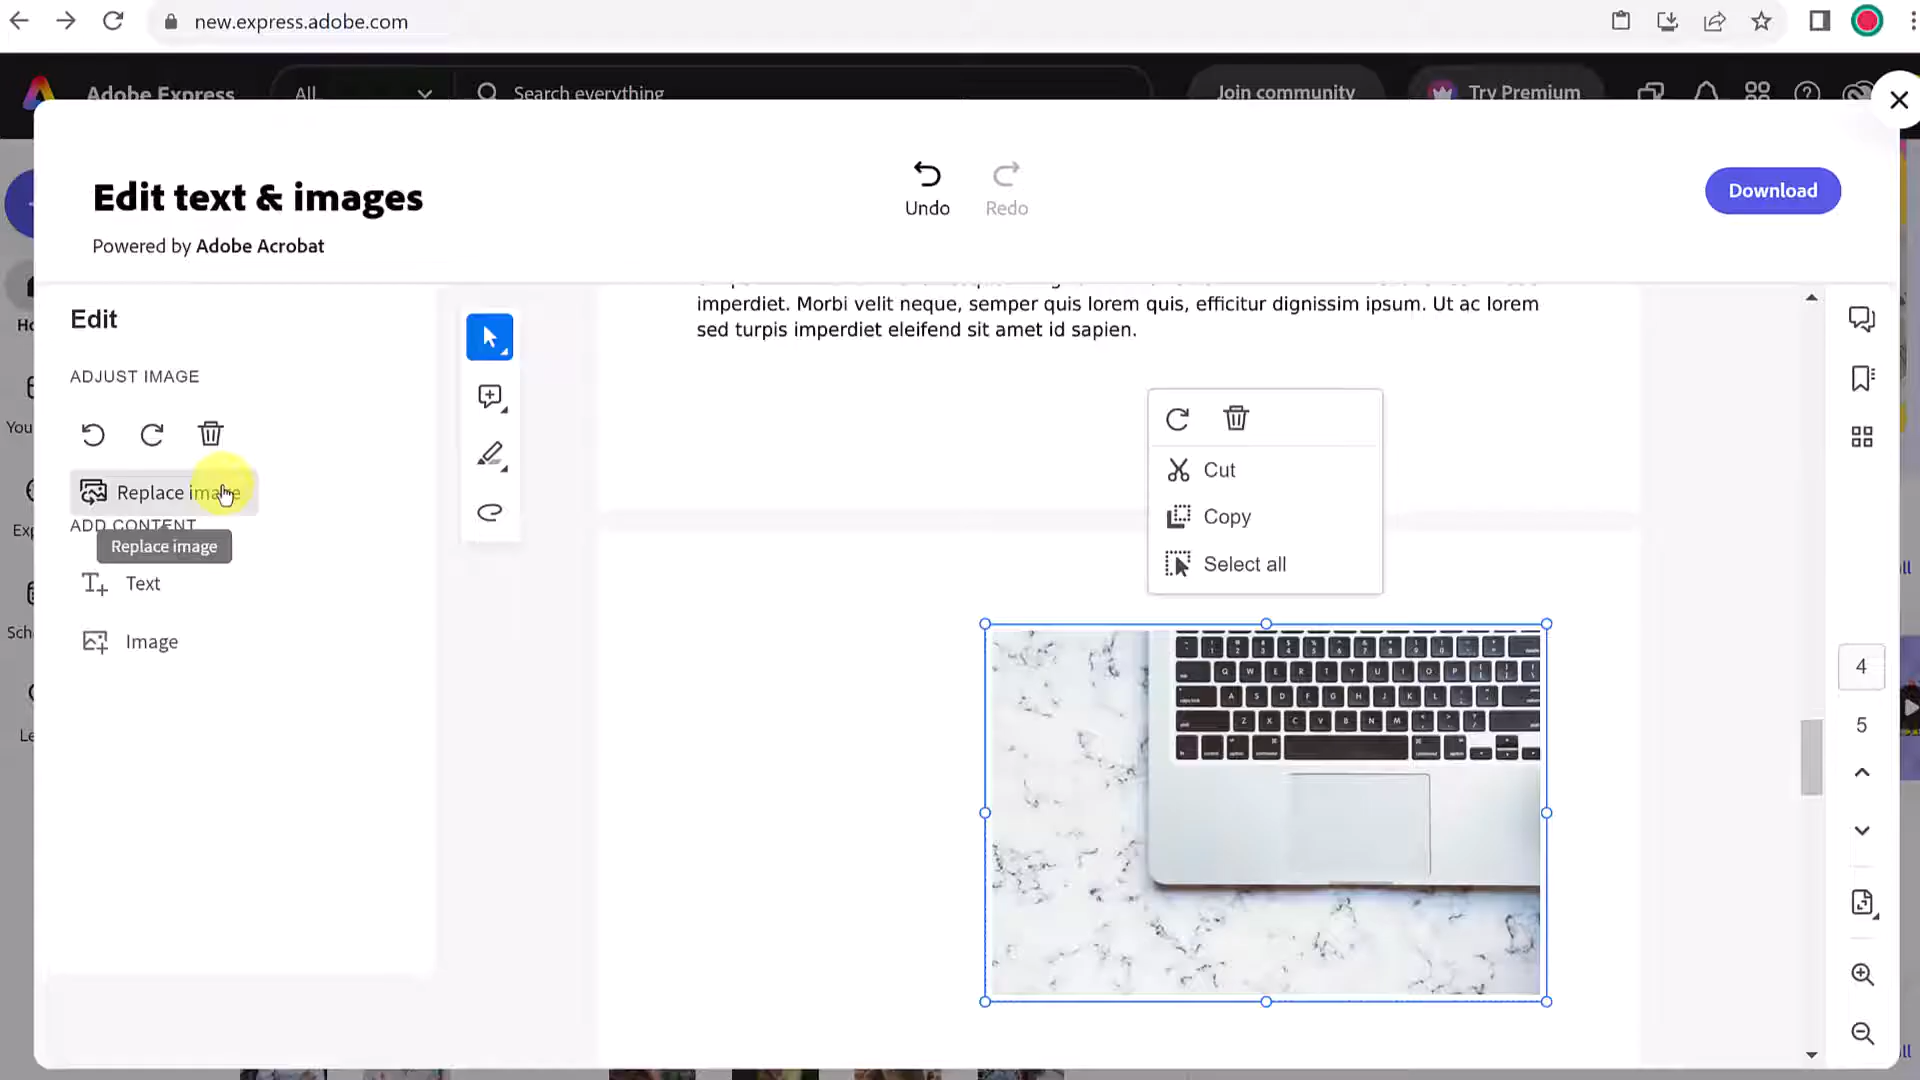 new.express.adobe.com
Adobe Express
All
Search everything
Join community
Try Premium
Edit text & images
Powered by Adobe Acrobat
Undo
Redo
Download
Edit
ADJUST IMAGE
Replace image
ADD CONTENT
Replace image
Text
Image
imperdiet. Morbi velit neque, semper quis lorem quis, efficitur dignissim ipsum. Ut ac lorem
sed turpis imperdiet eleifend sit amet id sapien.
Cut
Copy
Select all
4
5